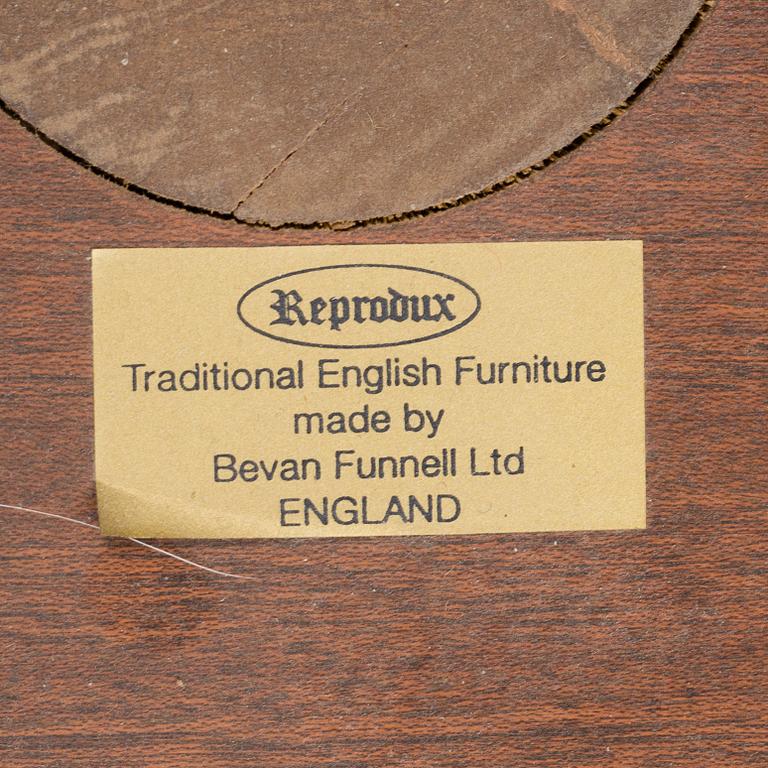 Reprodux
Traditional English Furniture
made by
Bevan Funnell Ltd
ENGLAND